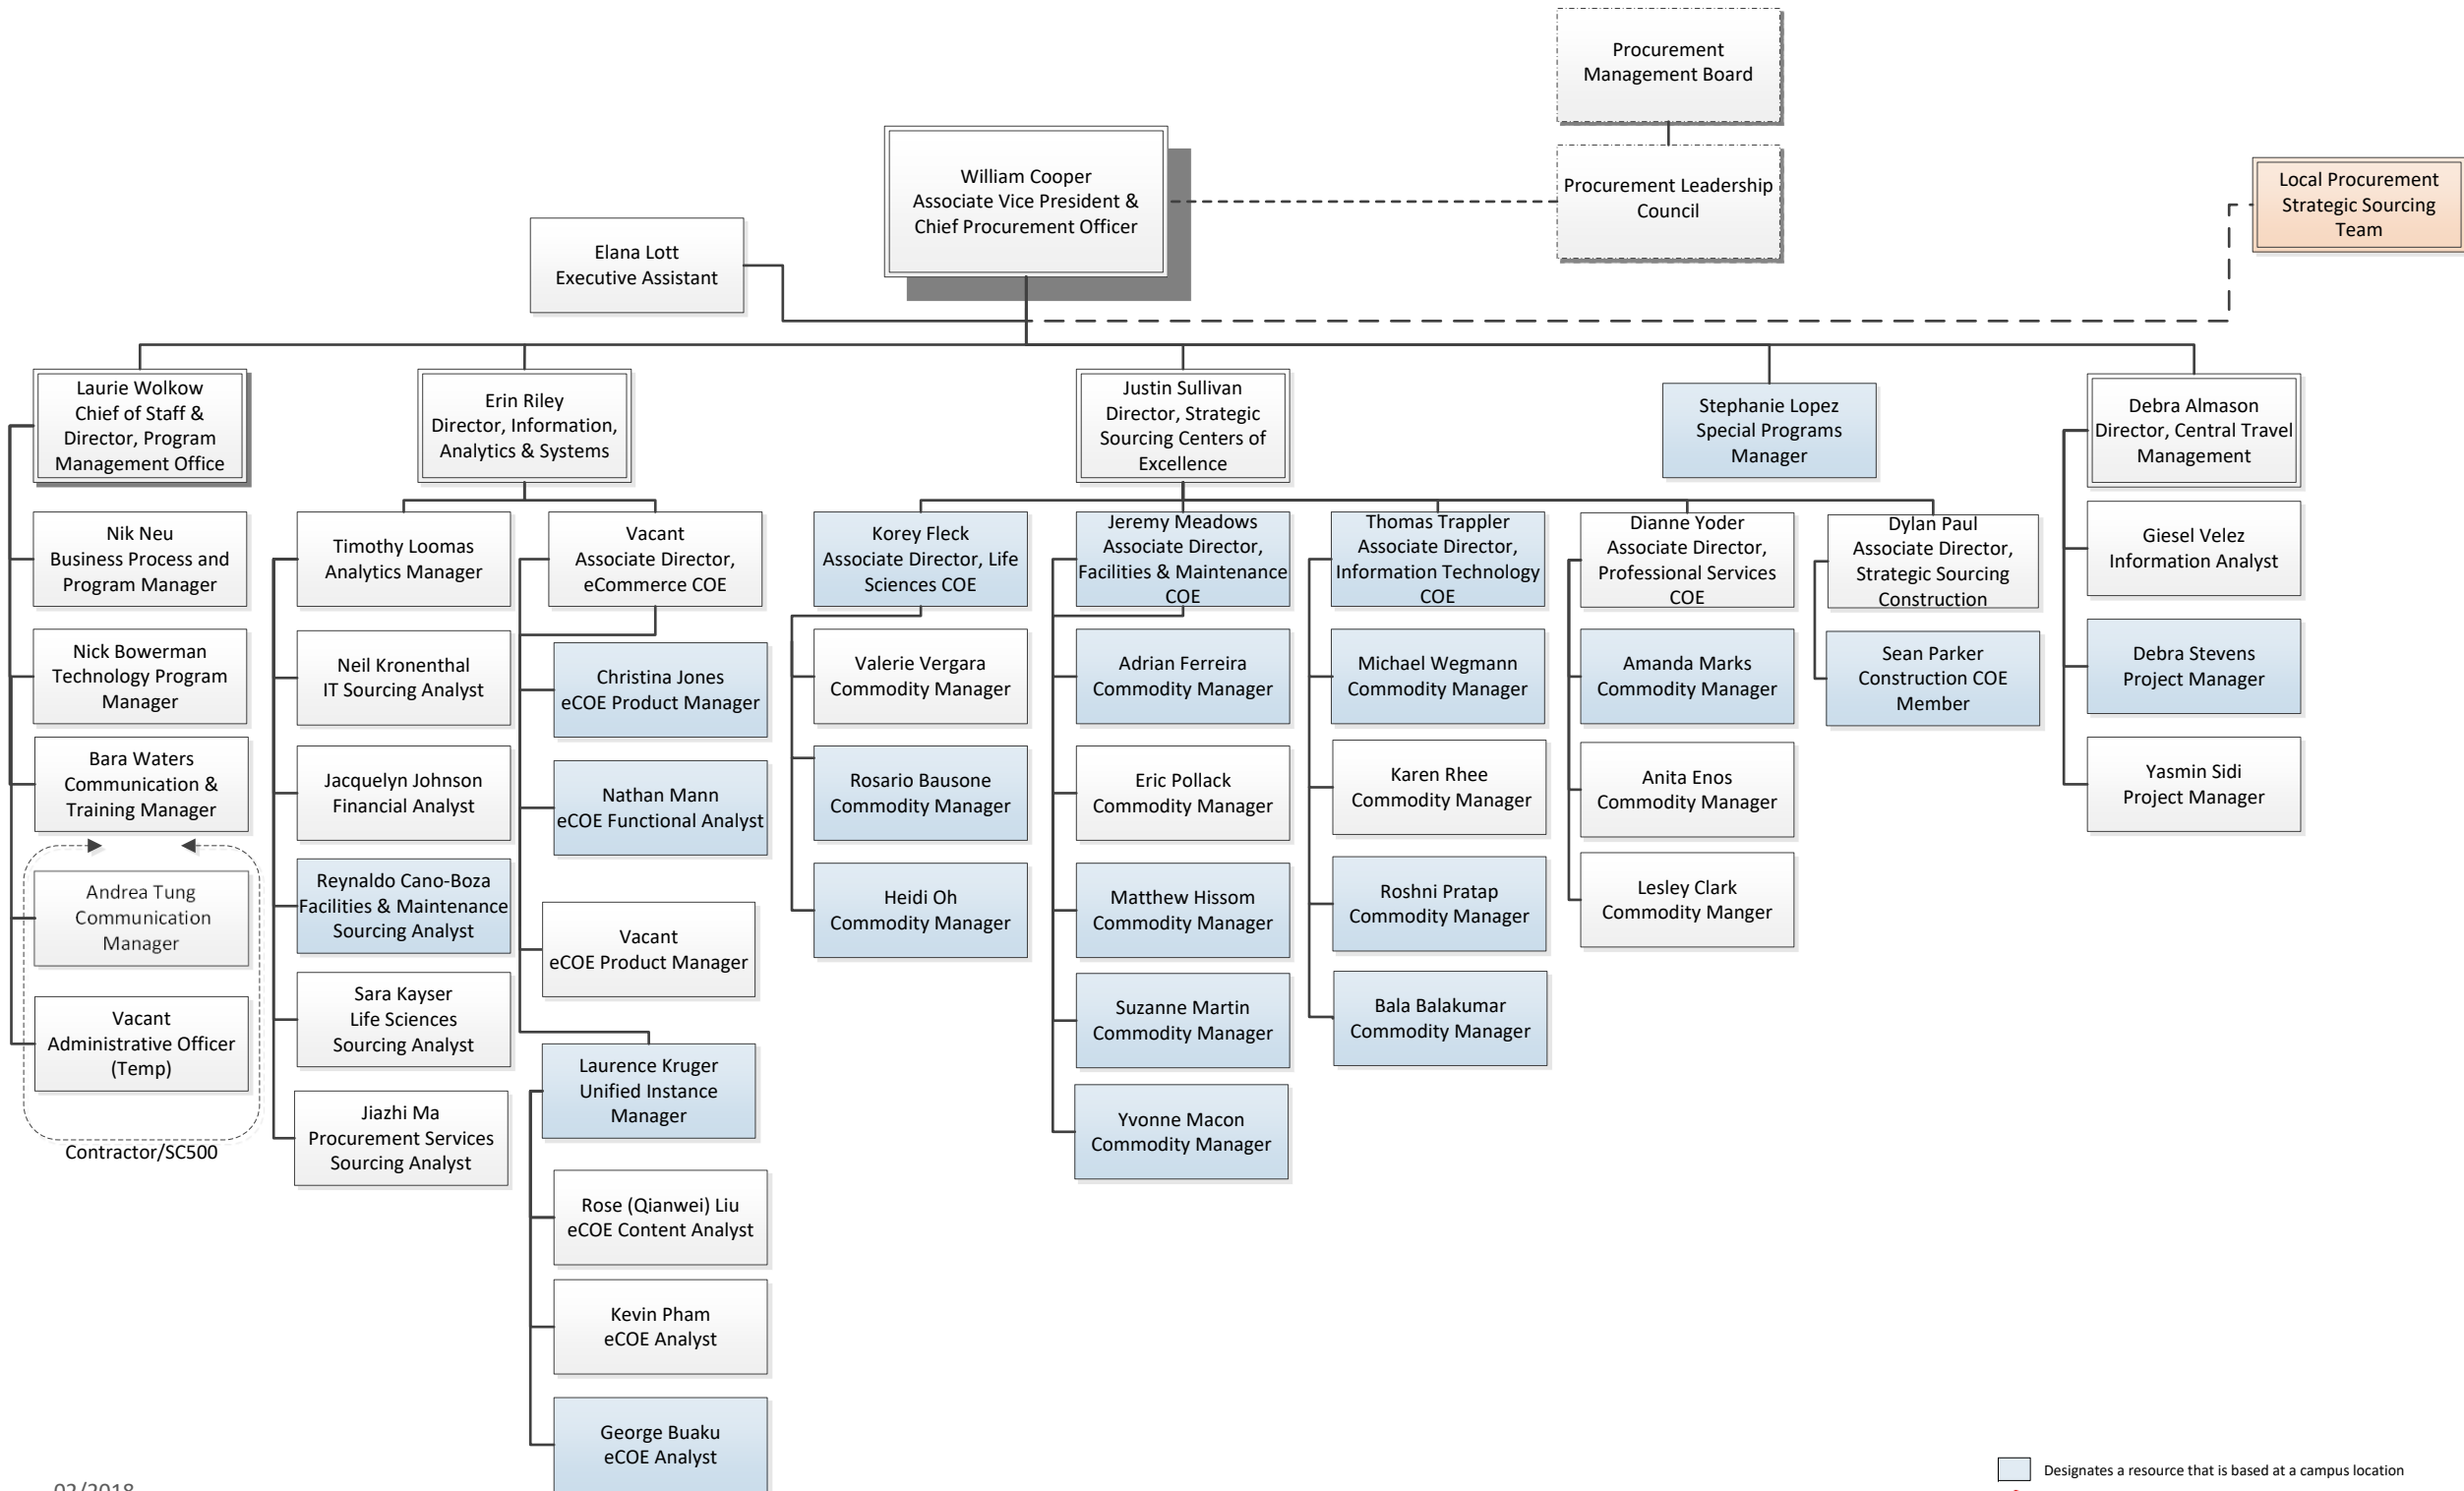 Procurement
Management Board
William Cooper
Associate Vice President &
Chief Procurement Officer
Procurement Leadership
Council
Local Procurement
Strategic Sourcing
Team
Elana Lott
Executive Assistant
Laurie Wolkow
Chief of Staff &
Director, Program
Management Office
Erin Riley
Director, Information,
Analytics & Systems
Justin Sullivan
Director, Strategic
Sourcing Centers of
Excellence
Stephanie Lopez
Special Programs
Manager
Debra Almason
Director, Central Travel
Management
Nik Neu
Business Process and
Program Manager
Nick Bowerman
Technology Program
Manager
Bara Waters
Communication &
Training Manager
Andrea Tung
Communication
Manager
Vacant
Administrative Officer
(Temp)
Contractor/SC500
Timothy Loomas
Analytics Manager
Neil Kronenthal
IT Sourcing Analyst
Jacquelyn Johnson
Financial Analyst
Reynaldo Cano-Boza
Facilities & Maintenance
Sourcing Analyst
Sara Kayser
Life Sciences
Sourcing Analyst
Jiazhi Ma
Procurement Services
Sourcing Analyst
Vacant
Associate Director,
eCommerce COE
Christina Jones
eCOE Product Manager
Nathan Mann
eCOE Functional Analyst
Vacant
eCOE Product Manager
Laurence Kruger
Unified Instance
Manager
Rose (Qianwei) Liu
eCOE Content Analyst
Kevin Pham
eCOE Analyst
George Buaku
eCOE Analyst
Korey Fleck
Associate Director, Life
Sciences COE
Valerie Vergara
Commodity Manager
Rosario Bausone
Commodity Manager
Heidi Oh
Commodity Manager
Jeremy Meadows
Associate Director,
Facilities & Maintenance
COE
Adrian Ferreira
Commodity Manager
Eric Pollack
Commodity Manager
Matthew Hissom
Commodity Manager
Suzanne Martin
Commodity Manager
Yvonne Macon
Commodity Manager
Thomas Trappler
Associate Director,
Information Technology
COE
Michael Wegmann
Commodity Manager
Karen Rhee
Commodity Manager
Roshni Pratap
Commodity Manager
Bala Balakumar
Commodity Manager
Dianne Yoder
Associate Director,
Professional Services
COE
Amanda Marks
Commodity Manager
Anita Enos
Commodity Manager
Lesley Clark
Commodity Manger
Dylan Paul
Associate Director,
Strategic Sourcing
Construction
Sean Parker
Construction COE
Member
Giesel Velez
Information Analyst
Debra Stevens
Project Manager
Yasmin Sidi
Project Manager
02/2018
Designates a resource that is based at a campus location